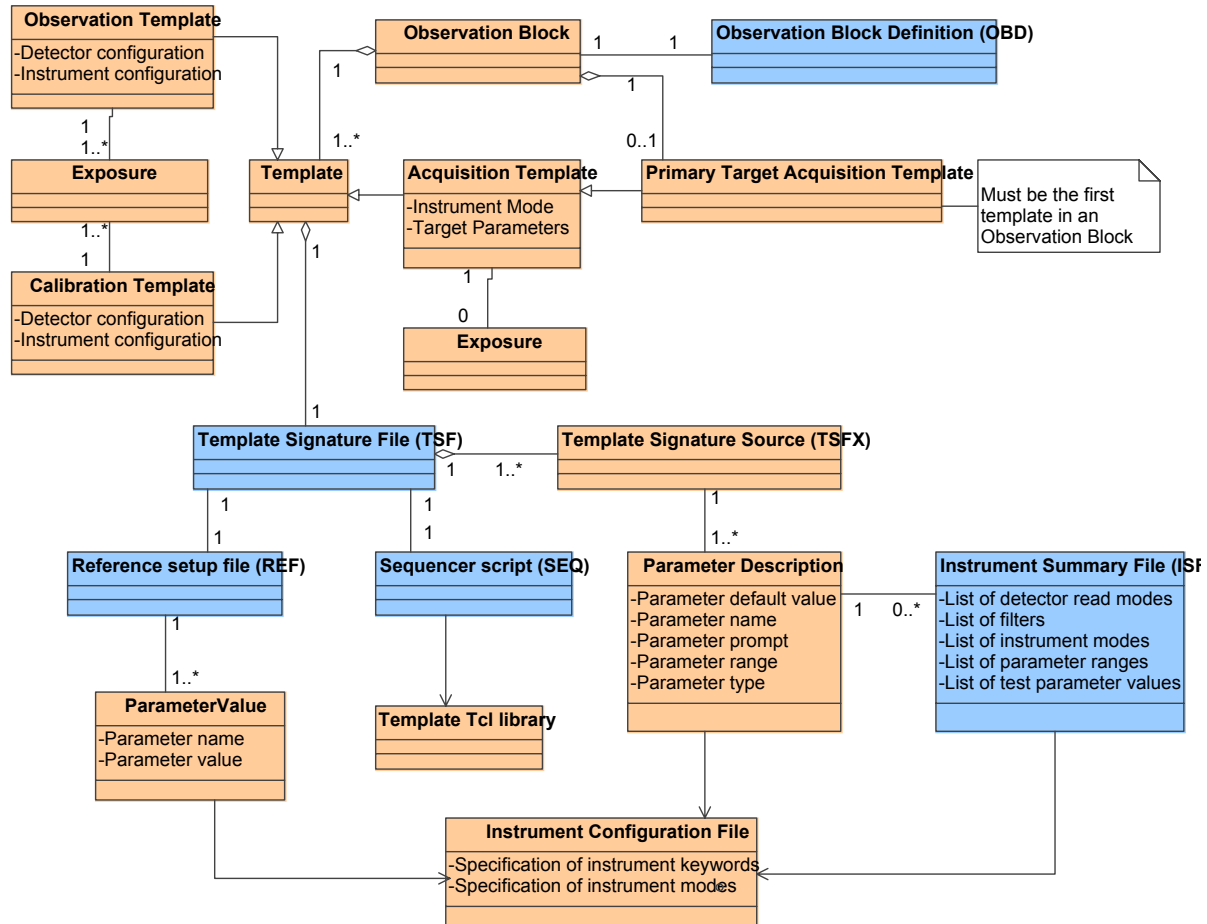 Observation Template
-Detector configuration
-Instrument configuration
Observation Block
1
1
Observation Block Definition (OBD)
1
1
1
1..*
1..*
0..1
Exposure
Template
Acquisition Template
-Instrument Mode
-Target Parameters
Primary Target Acquisition Template
Must be the first
template in an
Observation Block
1..*
1
1
1
0
Calibration Template
-Detector configuration
-Instrument configuration
Exposure
1
Template Signature File (TSF)
1
1..*
Template Signature Source (TSFX)
1
1
1
1
1
1..*
Reference setup file (REF)
Sequencer script (SEQ)
Parameter Description
-Parameter default value
-Parameter name
-Parameter prompt
-Parameter range
-Parameter type
1
0..*
Instrument Summary File (ISF
-List of detector read modes
-List of filters
-List of instrument modes
-List of parameter ranges
-List of test parameter values
1
1..*
ParameterValue
-Parameter name
-Parameter value
Template Tcl library
Instrument Configuration File
-Specification of instrument keywords
-Specification of instrument modes